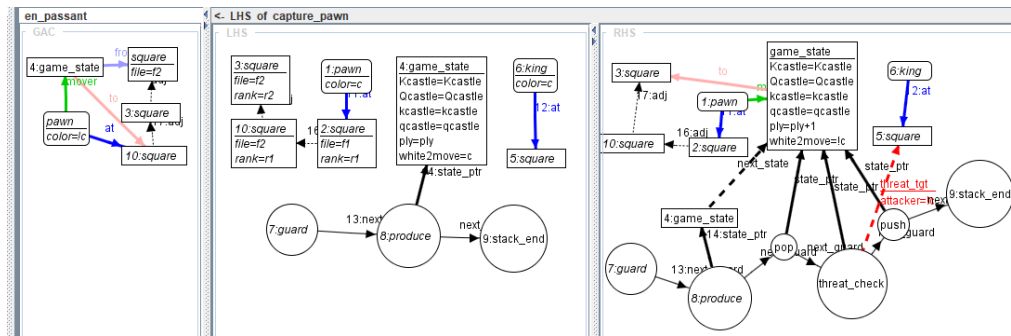 en_passant
<- LHS of capture_pawn
GAC
4:game_state
fro
square
file=f2
mover
to
3:square
pawn
color=!c
at
10:square
LHS
3:square
file=f2
rank=r2
1:pawn
color=c
4:game_state
Kcastle=Kcastle
Qcastle=Qcastle
kcastle=kcastle
qcastle=qcastle
ply=ply
white2move=c
6:king
12:at
10:square
file=f2
rank=r1
2:square
file=f1
rank=r1
5:square
4:state_ptr
7:guard
13:next
8:produce
next
9:stack_end
RHS
game_state
Kcastle=Kcastle
Qcastle=Qcastle
kcastle=kcastle
qcastle=qcastle
ply=ply+1
white2move=!c
3:square
to
6:king
17:adj
1:pawn
2:at
16:adj
10:square
2:square
5:square
next_state
state_ptr
state_ptr
state_ptr
threat_tgt
4:game_state
14:state_ptr
pop
push
9:stack_end
next_guard
7:guard
8:produce
threat_check